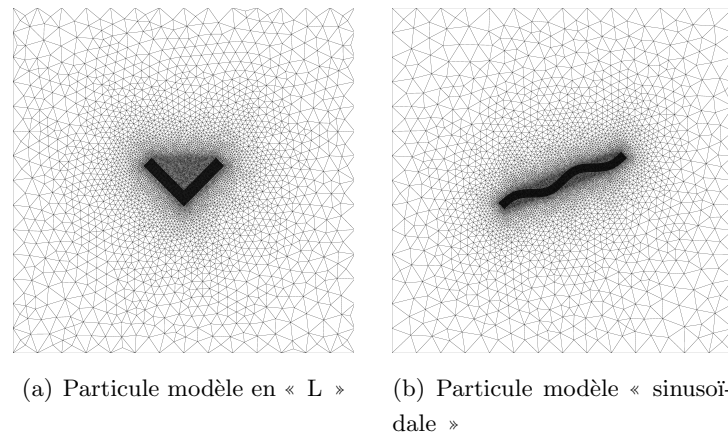 (a) Particule modèle en « L »
(b) Particule modèle « sinusoï-
dale »